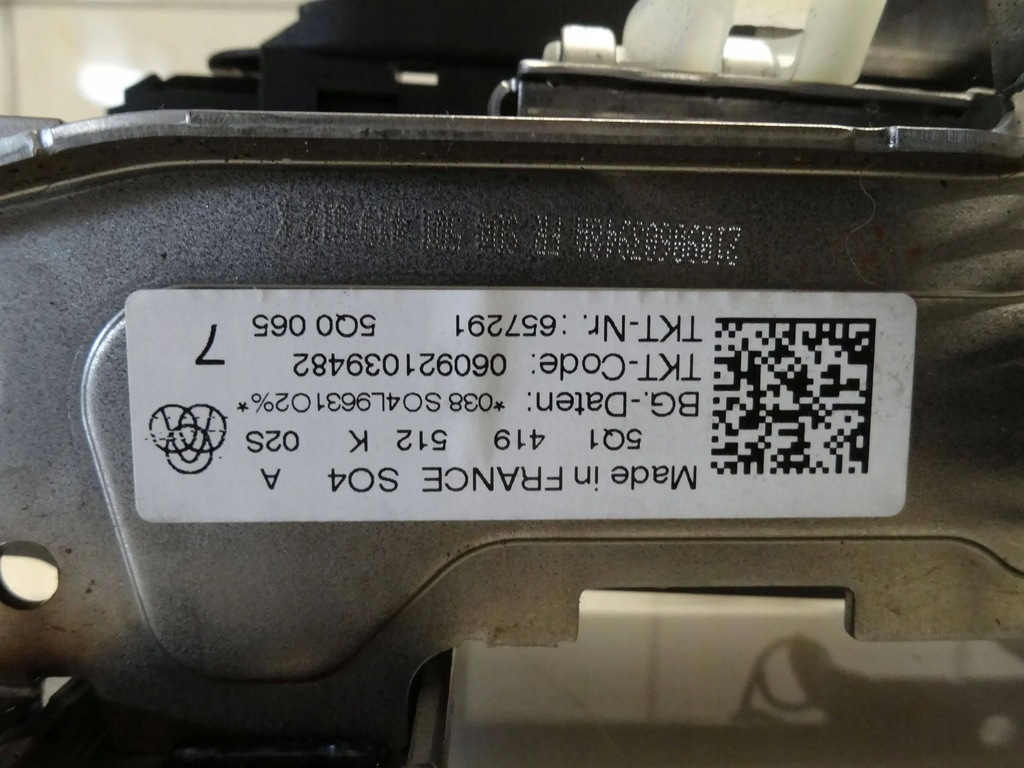 Made in FRANCE SO4 A
5Q1 419 512 K 02S
BG.-Daten: *038 SO4L9631O2%*
TKT-Code: 060921039482
TKT-Nr.: 657291 5Q0 065
7